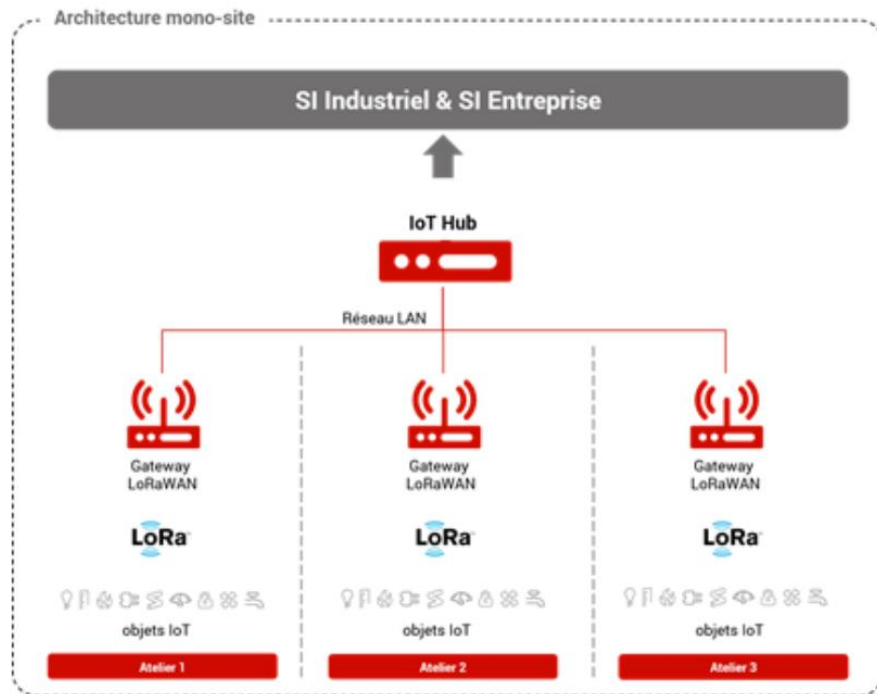 Architecture mono-site
SI Industriel & SI Entreprise
IoT Hub
Réseau LAN
Gateway
LoRaWAN
Gateway
LoRaWAN
Gateway
LoRaWAN
LoRa
LoRa
LoRa
objets IoT
objets IoT
objets IoT
Atelier 1
Atelier 2
Atelier 3